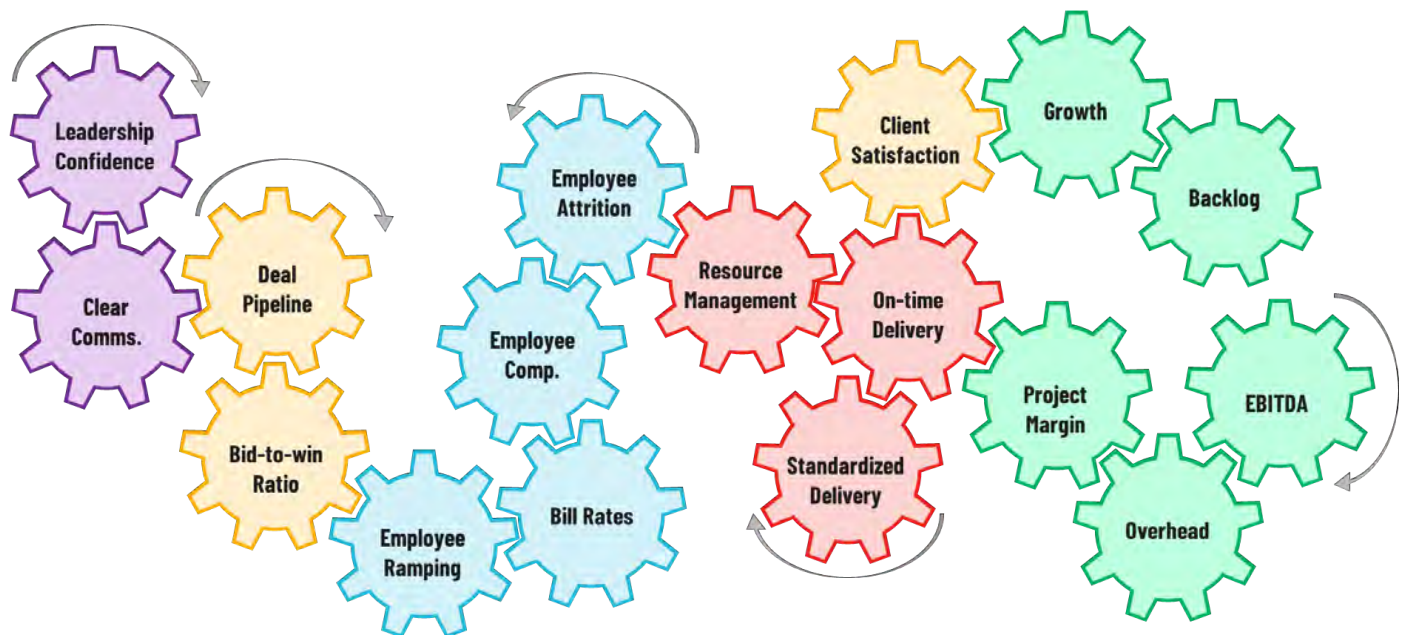 Leadership
Confidence
Clear
Comms.
Deal
Pipeline
Bid-to-win
Ratio
Employee
Ramping
Bill Rates
Employee
Comp.
Employee
Attrition
Resource
Management
On-time
Delivery
Standardized
Delivery
Client
Satisfaction
Growth
Backlog
Project
Margin
Overhead
EBITDA